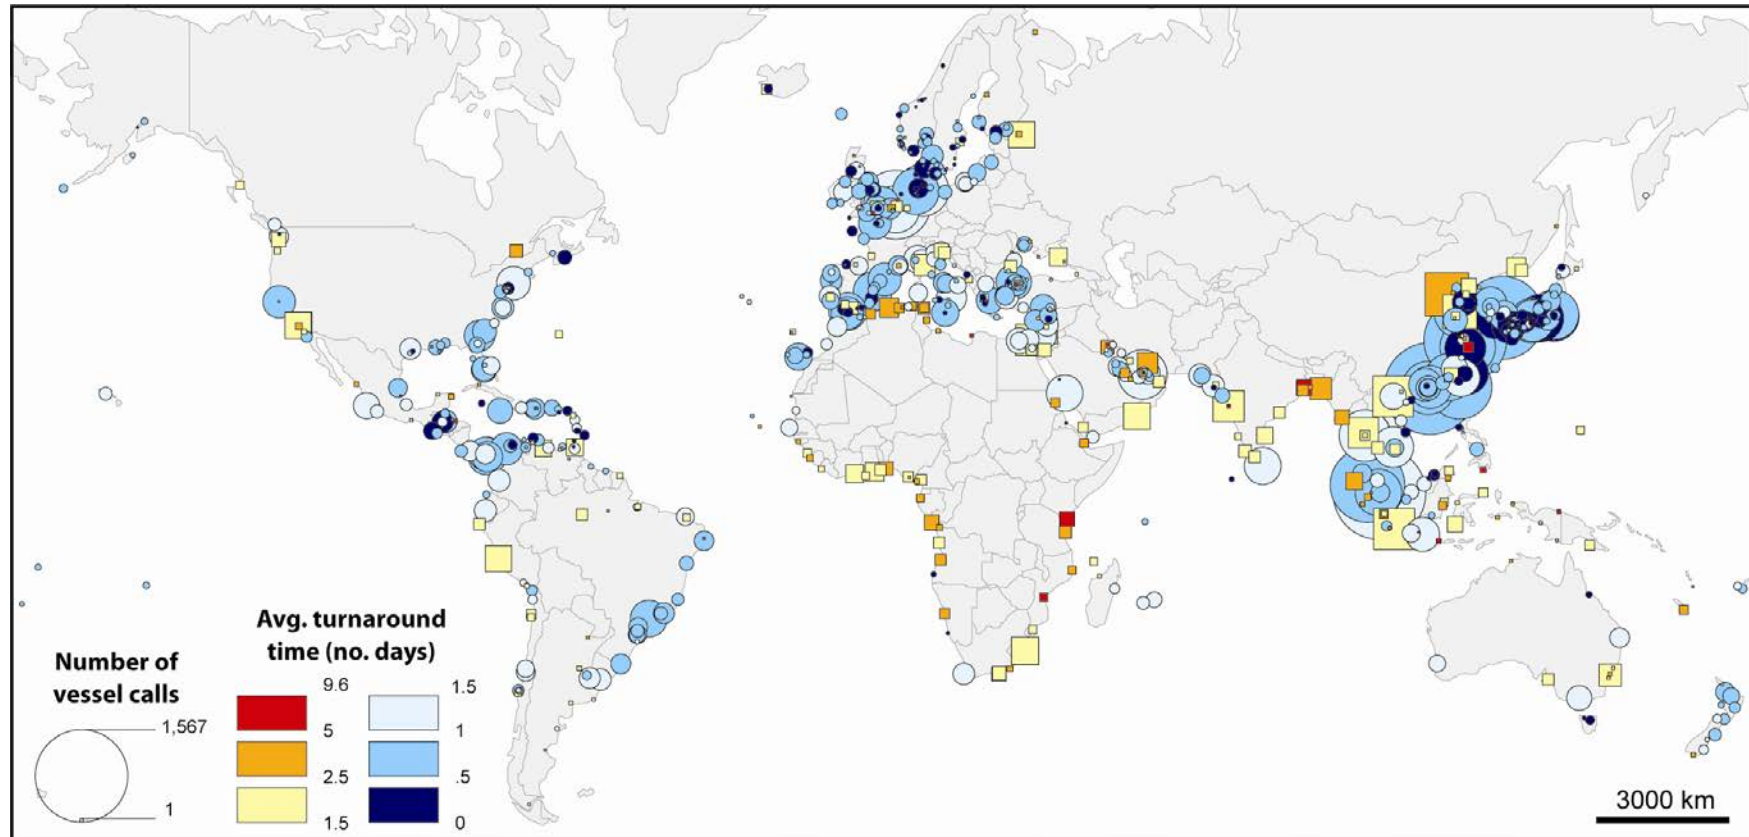 Number of
vessel calls
1,567
1
Avg. turnaround
time (no. days)
9.6
5
2.5
1.5
1.5
1
.5
0
3000 km